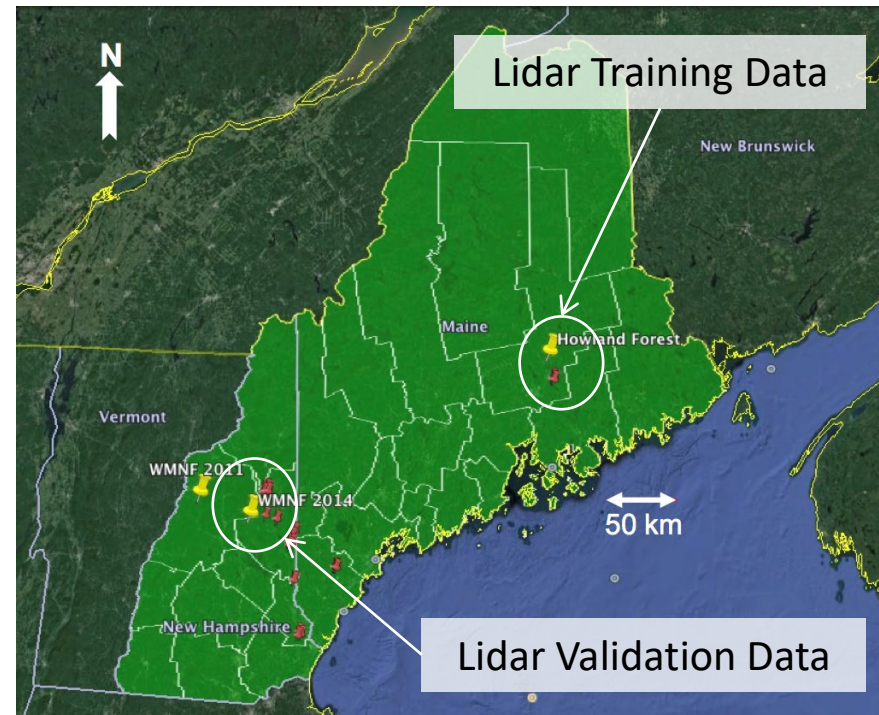 Lidar Training Data
N
New Brunswick
Maine
Howland Forest
Vermont
WMNF 2011
WMNF 2014
50 km
New Hampshire
Lidar Validation Data